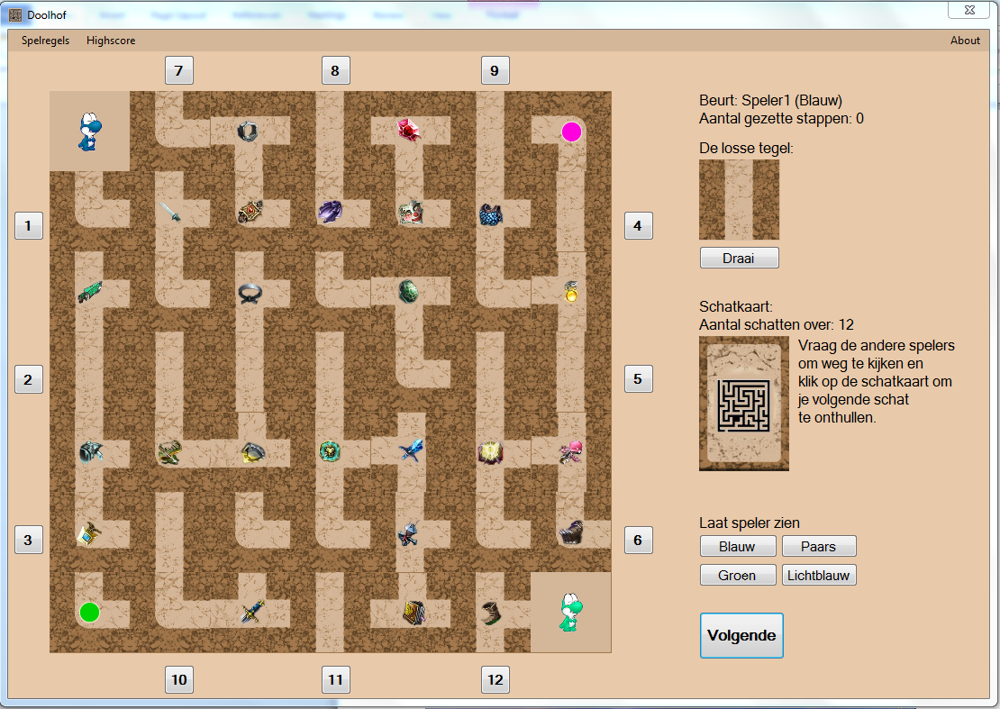 Doolhof
Spelregels Highscore About
7 8 9
1
2
3
4
5
6
10 11 12
Beurt: Speler1 (Blauw)
Aantal gezette stappen: 0
De losse tegel:
Draai
Schatkaart:
Aantal schatten over: 12
Vraag de andere spelers
om weg te kijken en
klik op de schatkaart om
je volgende schat
te onthullen.
Laat speler zien
Blauw Paars
Groen Lichtblauw
Volgende